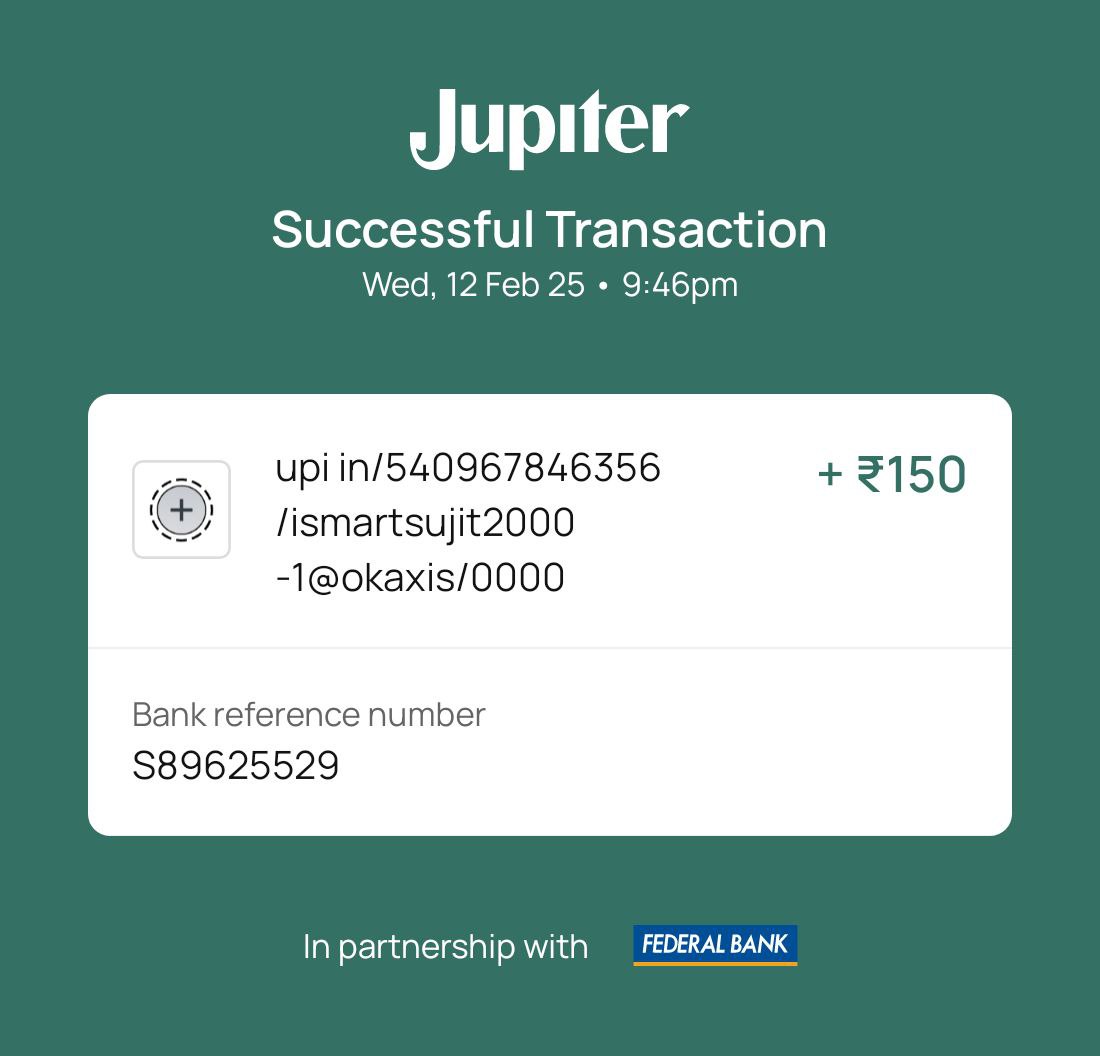 Jupiter
Successful Transaction
Wed, 12 Feb 25 • 9:46pm
upi in/540967846356
/ismartsujit2000
-1@okaxis/0000
+ ₹150
Bank reference number
S89625529
In partnership with FEDERAL BANK